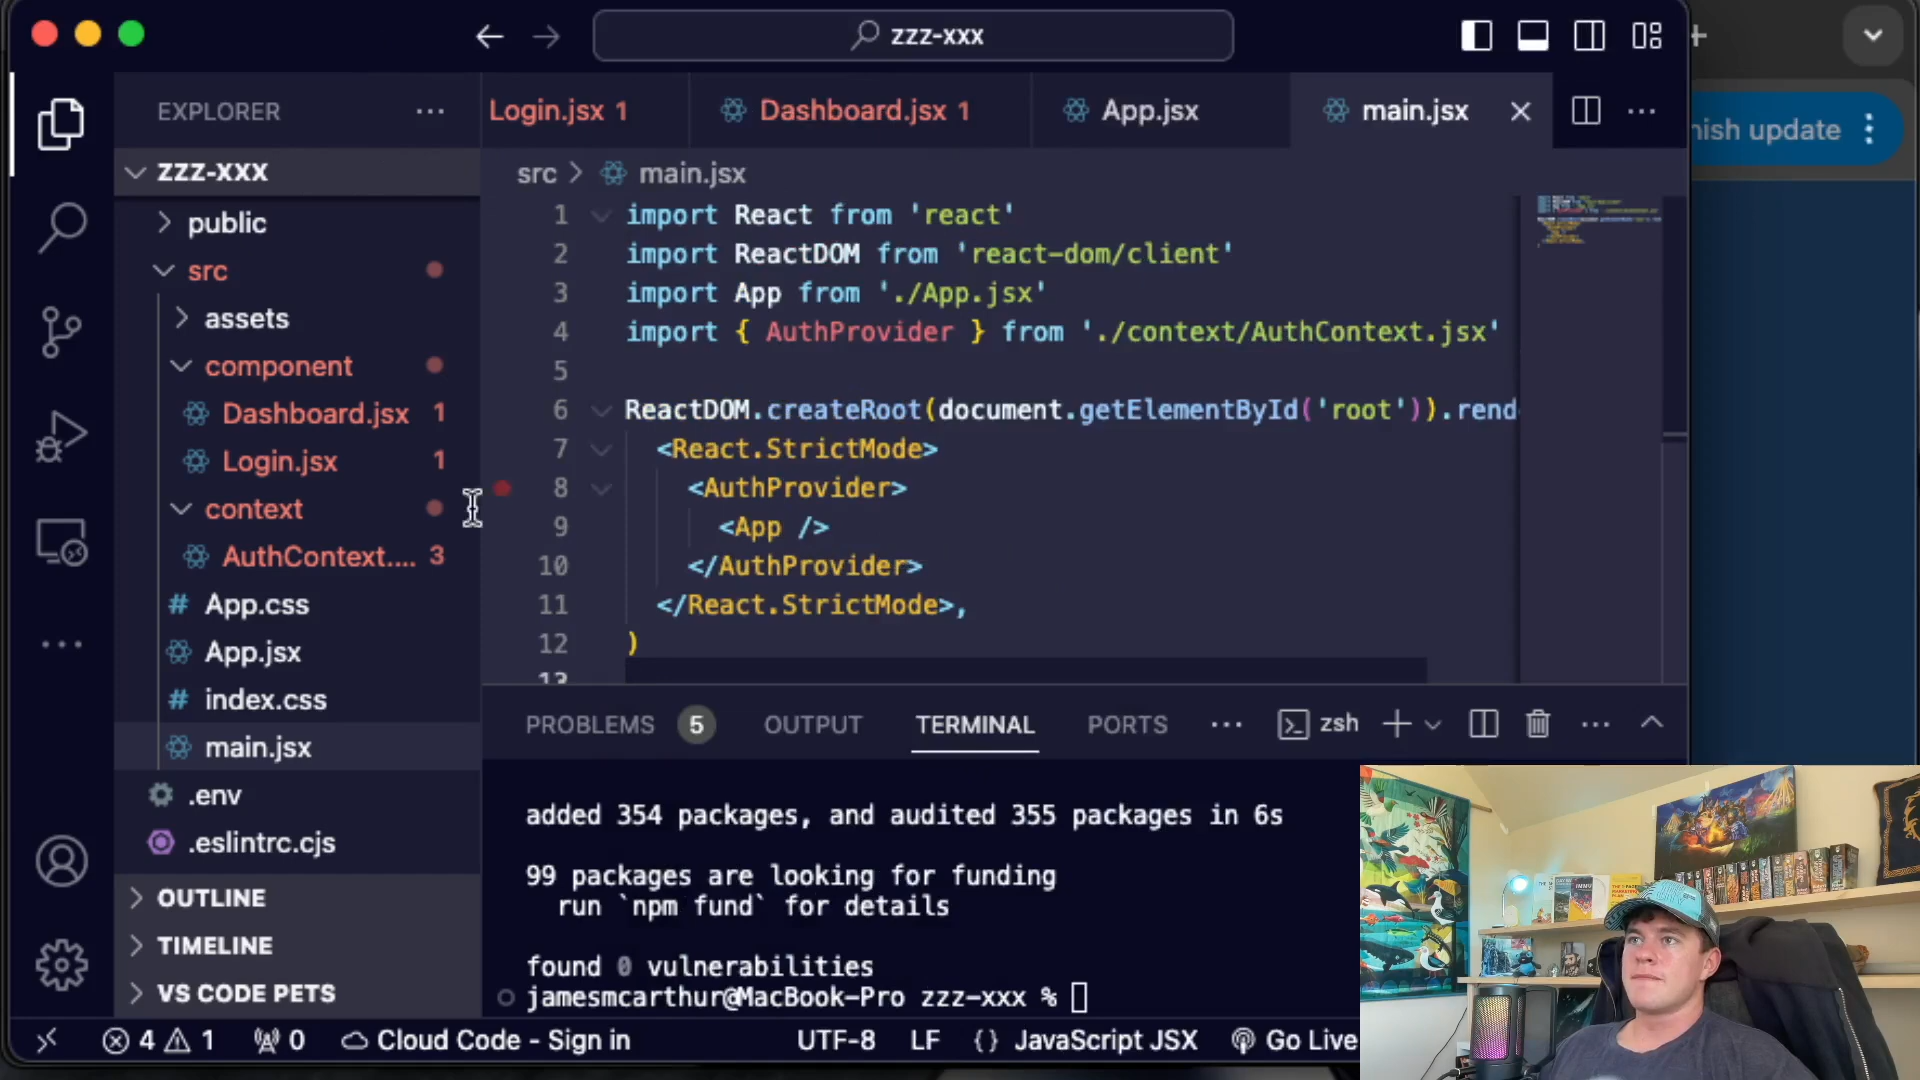 zzz-xxx
nish update
EXPLORER
Login.jsx 1
Dashboard.jsx 1
App.jsx
main.jsx
ZZZ-XXX
src > main.jsx
public
src
assets
component
Dashboard.jsx 1
Login.jsx 1
context
AuthContext.... 3
App.css
App.jsx
index.css
main.jsx
.env
.eslintrc.cjs
OUTLINE
TIMELINE
VS CODE PETS
1 import React from 'react'
2 import ReactDOM from 'react-dom/client'
3 import App from './App.jsx'
4 import { AuthProvider } from './context/AuthContext.jsx'
5
6 ReactDOM.createRoot(document.getElementById('root')).rend
7 <React.StrictMode>
8 <AuthProvider>
9 <App />
10 </AuthProvider>
11 </React.StrictMode>,
12 )
13
PROBLEMS 5 OUTPUT TERMINAL PORTS ... zsh
added 354 packages, and audited 355 packages in 6s
99 packages are looking for funding
run `npm fund` for details
found 0 vulnerabilities
jamesmcarthur@MacBook-Pro zzz-xxx %
4 1 0 Cloud Code - Sign in UTF-8 LF {} JavaScript JSX Go Live